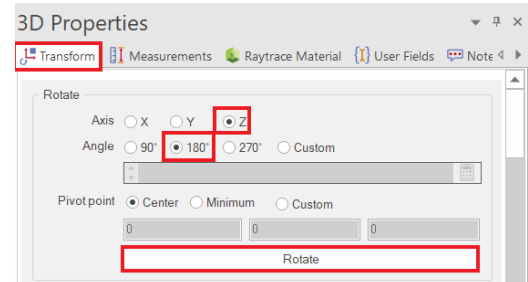 3D Properties
Transform Measurements Raytrace Material User Fields Note
Rotate
Axis X Y Z
Angle 90° 180° 270° Custom
Pivot point Center Minimum Custom
0 0 0
Rotate